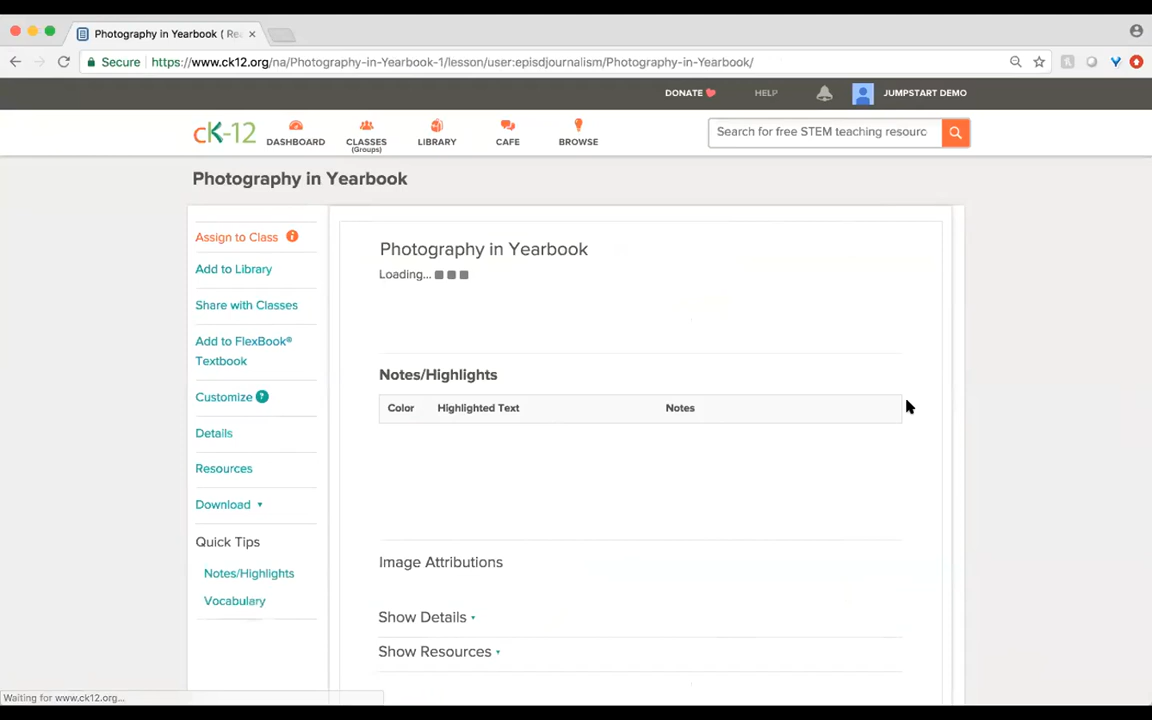 Photography in Yearbook ( Rea
Secure https://www.ck12.org/na/Photography-in-Yearbook-1/lesson/user:episdjournalism/Photography-in-Yearbook/
DONATE HELP JUMPSTART DEMO
cK-12 DASHBOARD CLASSES LIBRARY CAFE BROWSE Search for free STEM teaching resourc
(Groups)
Photography in Yearbook
Assign to Class
Add to Library
Share with Classes
Add to FlexBook®
Textbook
Customize ?
Details
Resources
Download
Quick Tips
Notes/Highlights
Vocabulary
Photography in Yearbook
Loading...
Notes/Highlights
Color Highlighted Text Notes
Image Attributions
Show Details
Show Resources
Waiting for www.ck12.org...